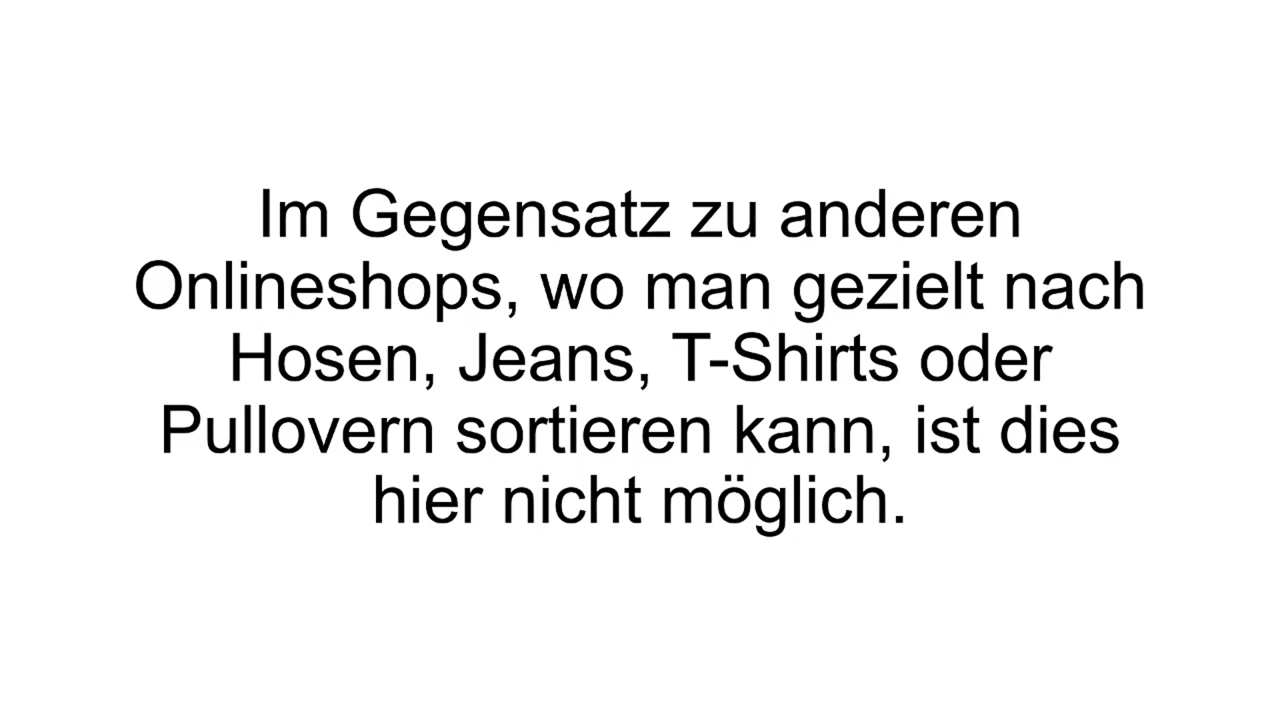 Im Gegensatz zu anderen
Onlineshops, wo man gezielt nach
Hosen, Jeans, T-Shirts oder
Pullovern sortieren kann, ist dies
hier nicht möglich.